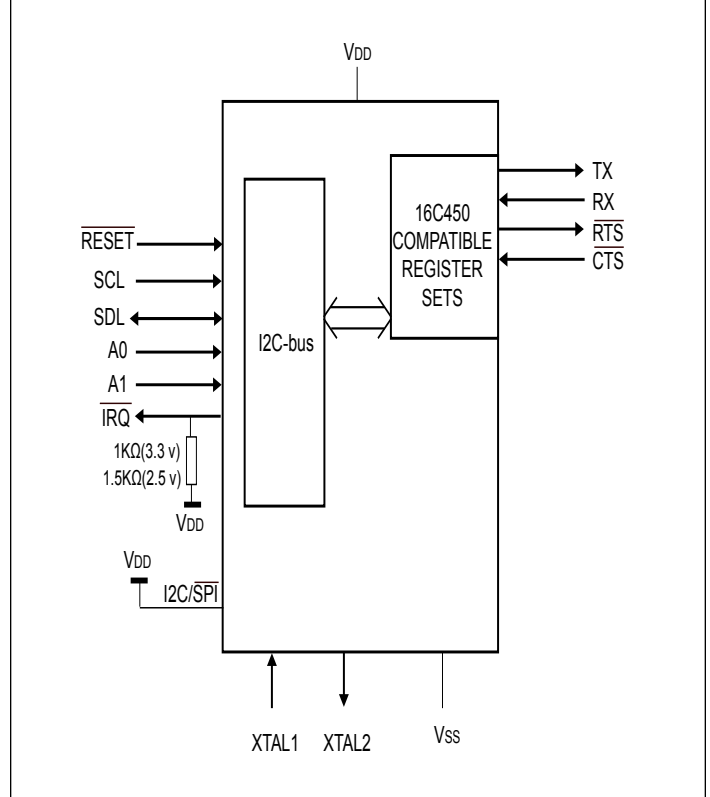 VDD
16C450
COMPATIBLE
REGISTER
SETS
TX
RX
RTS
CTS
RESET
SCL
SDL
A0
A1
IRQ
I2C-bus
1KΩ(3.3 v)
1.5KΩ(2.5 v)
VDD
VDD
I2C/SPI
XTAL1
XTAL2
VSS